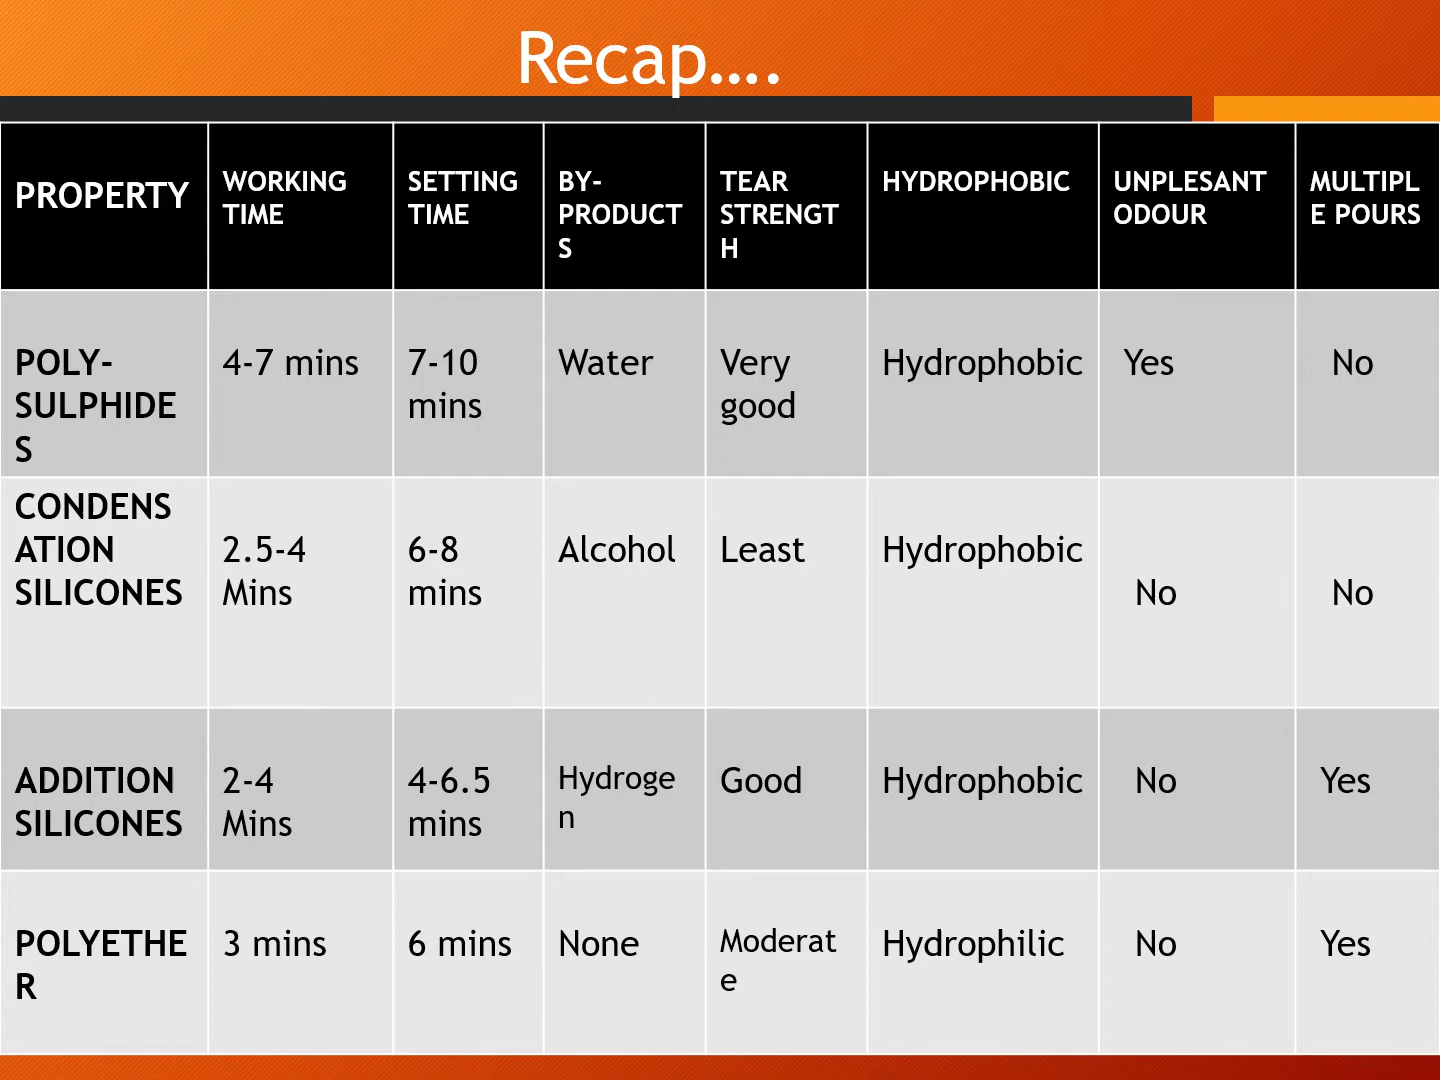 Recap….
PROPERTY
WORKING
TIME
SETTING
TIME
BY-
PRODUCT
S
TEAR
STRENGT
H
HYDROPHOBIC
UNPLESANT
ODOUR
MULTIPL
E POURS
POLY-
SULPHIDE
S
4-7 mins
7-10
mins
Water
Very
good
Hydrophobic
Yes
No
CONDENS
ATION
SILICONES
2.5-4
Mins
6-8
mins
Alcohol
Least
Hydrophobic
No
No
ADDITION
SILICONES
2-4
Mins
4-6.5
mins
Hydroge
n
Good
Hydrophobic
No
Yes
POLYETHE
R
3 mins
6 mins
None
Moderat
e
Hydrophilic
No
Yes